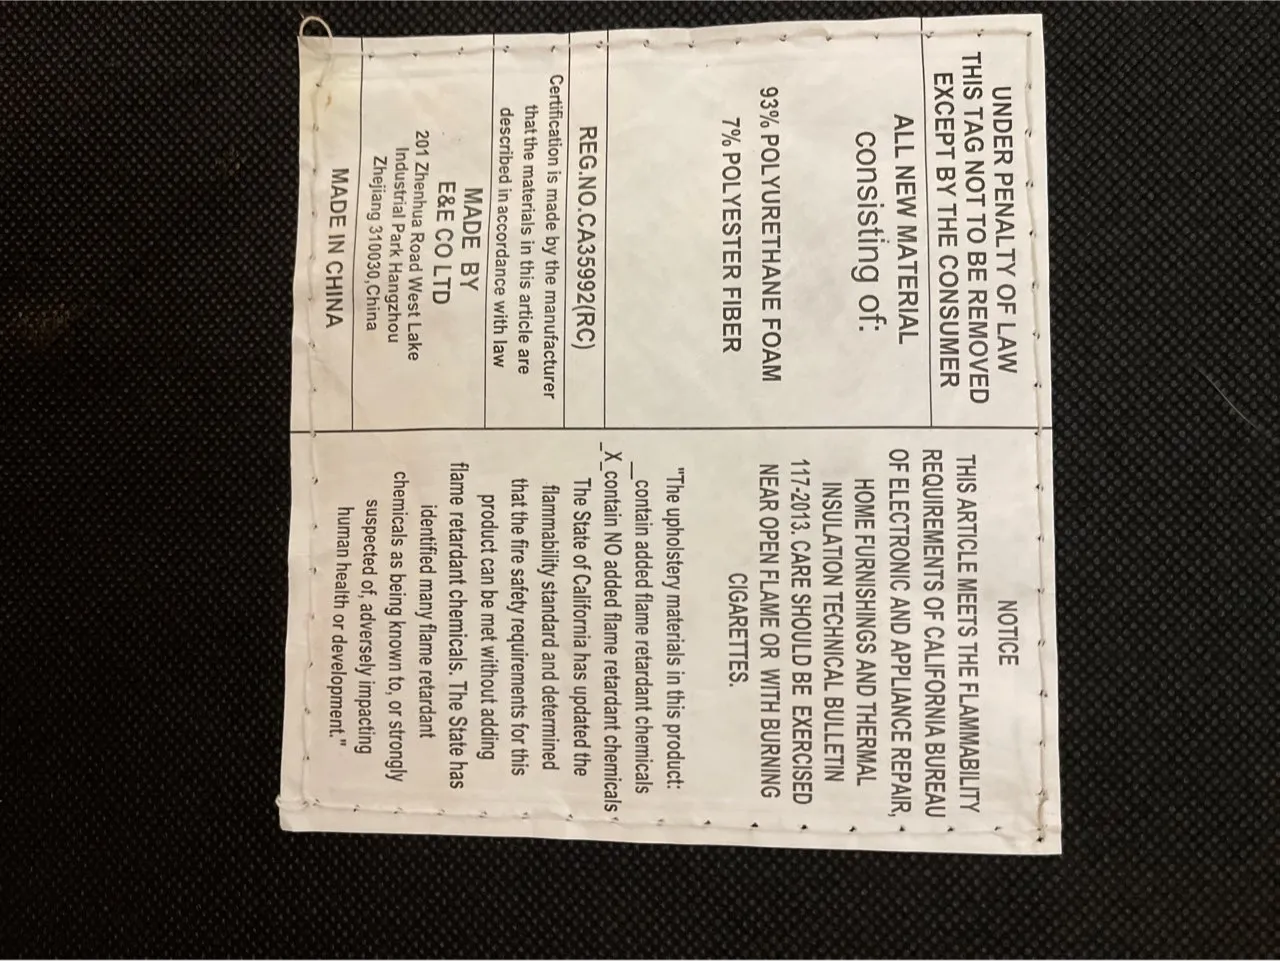 UNDER PENALTY OF LAW
THIS TAG NOT TO BE REMOVED
EXCEPT BY THE CONSUMER
ALL NEW MATERIAL
consisting of:
93% POLYURETHANE FOAM
7% POLYESTER FIBER
REG.NO.CA35992(RC)
Certification is made by the manufacturer
that the materials in this article are
described in accordance with law
MADE BY
E&E CO LTD
201 Zhenhua Road West Lake
Industrial Park Hangzhou
Zhejiang 310030,China
MADE IN CHINA
NOTICE
THIS ARTICLE MEETS THE FLAMMABILITY
REQUIREMENTS OF CALIFORNIA BUREAU
OF ELECTRONIC AND APPLIANCE REPAIR,
HOME FURNISHINGS AND THERMAL
INSULATION TECHNICAL BULLETIN
117-2013. CARE SHOULD BE EXERCISED
NEAR OPEN FLAME OR WITH BURNING
CIGARETTES.
"The upholstery materials in this product:
__contain added flame retardant chemicals
_X_contain NO added flame retardant chemicals
The State of California has updated the
flammability standard and determined
that the fire safety requirements for this
product can be met without adding
flame retardant chemicals. The State has
identified many flame retardant
chemicals as being known to, or strongly
suspected of, adversely impacting
human health or development."